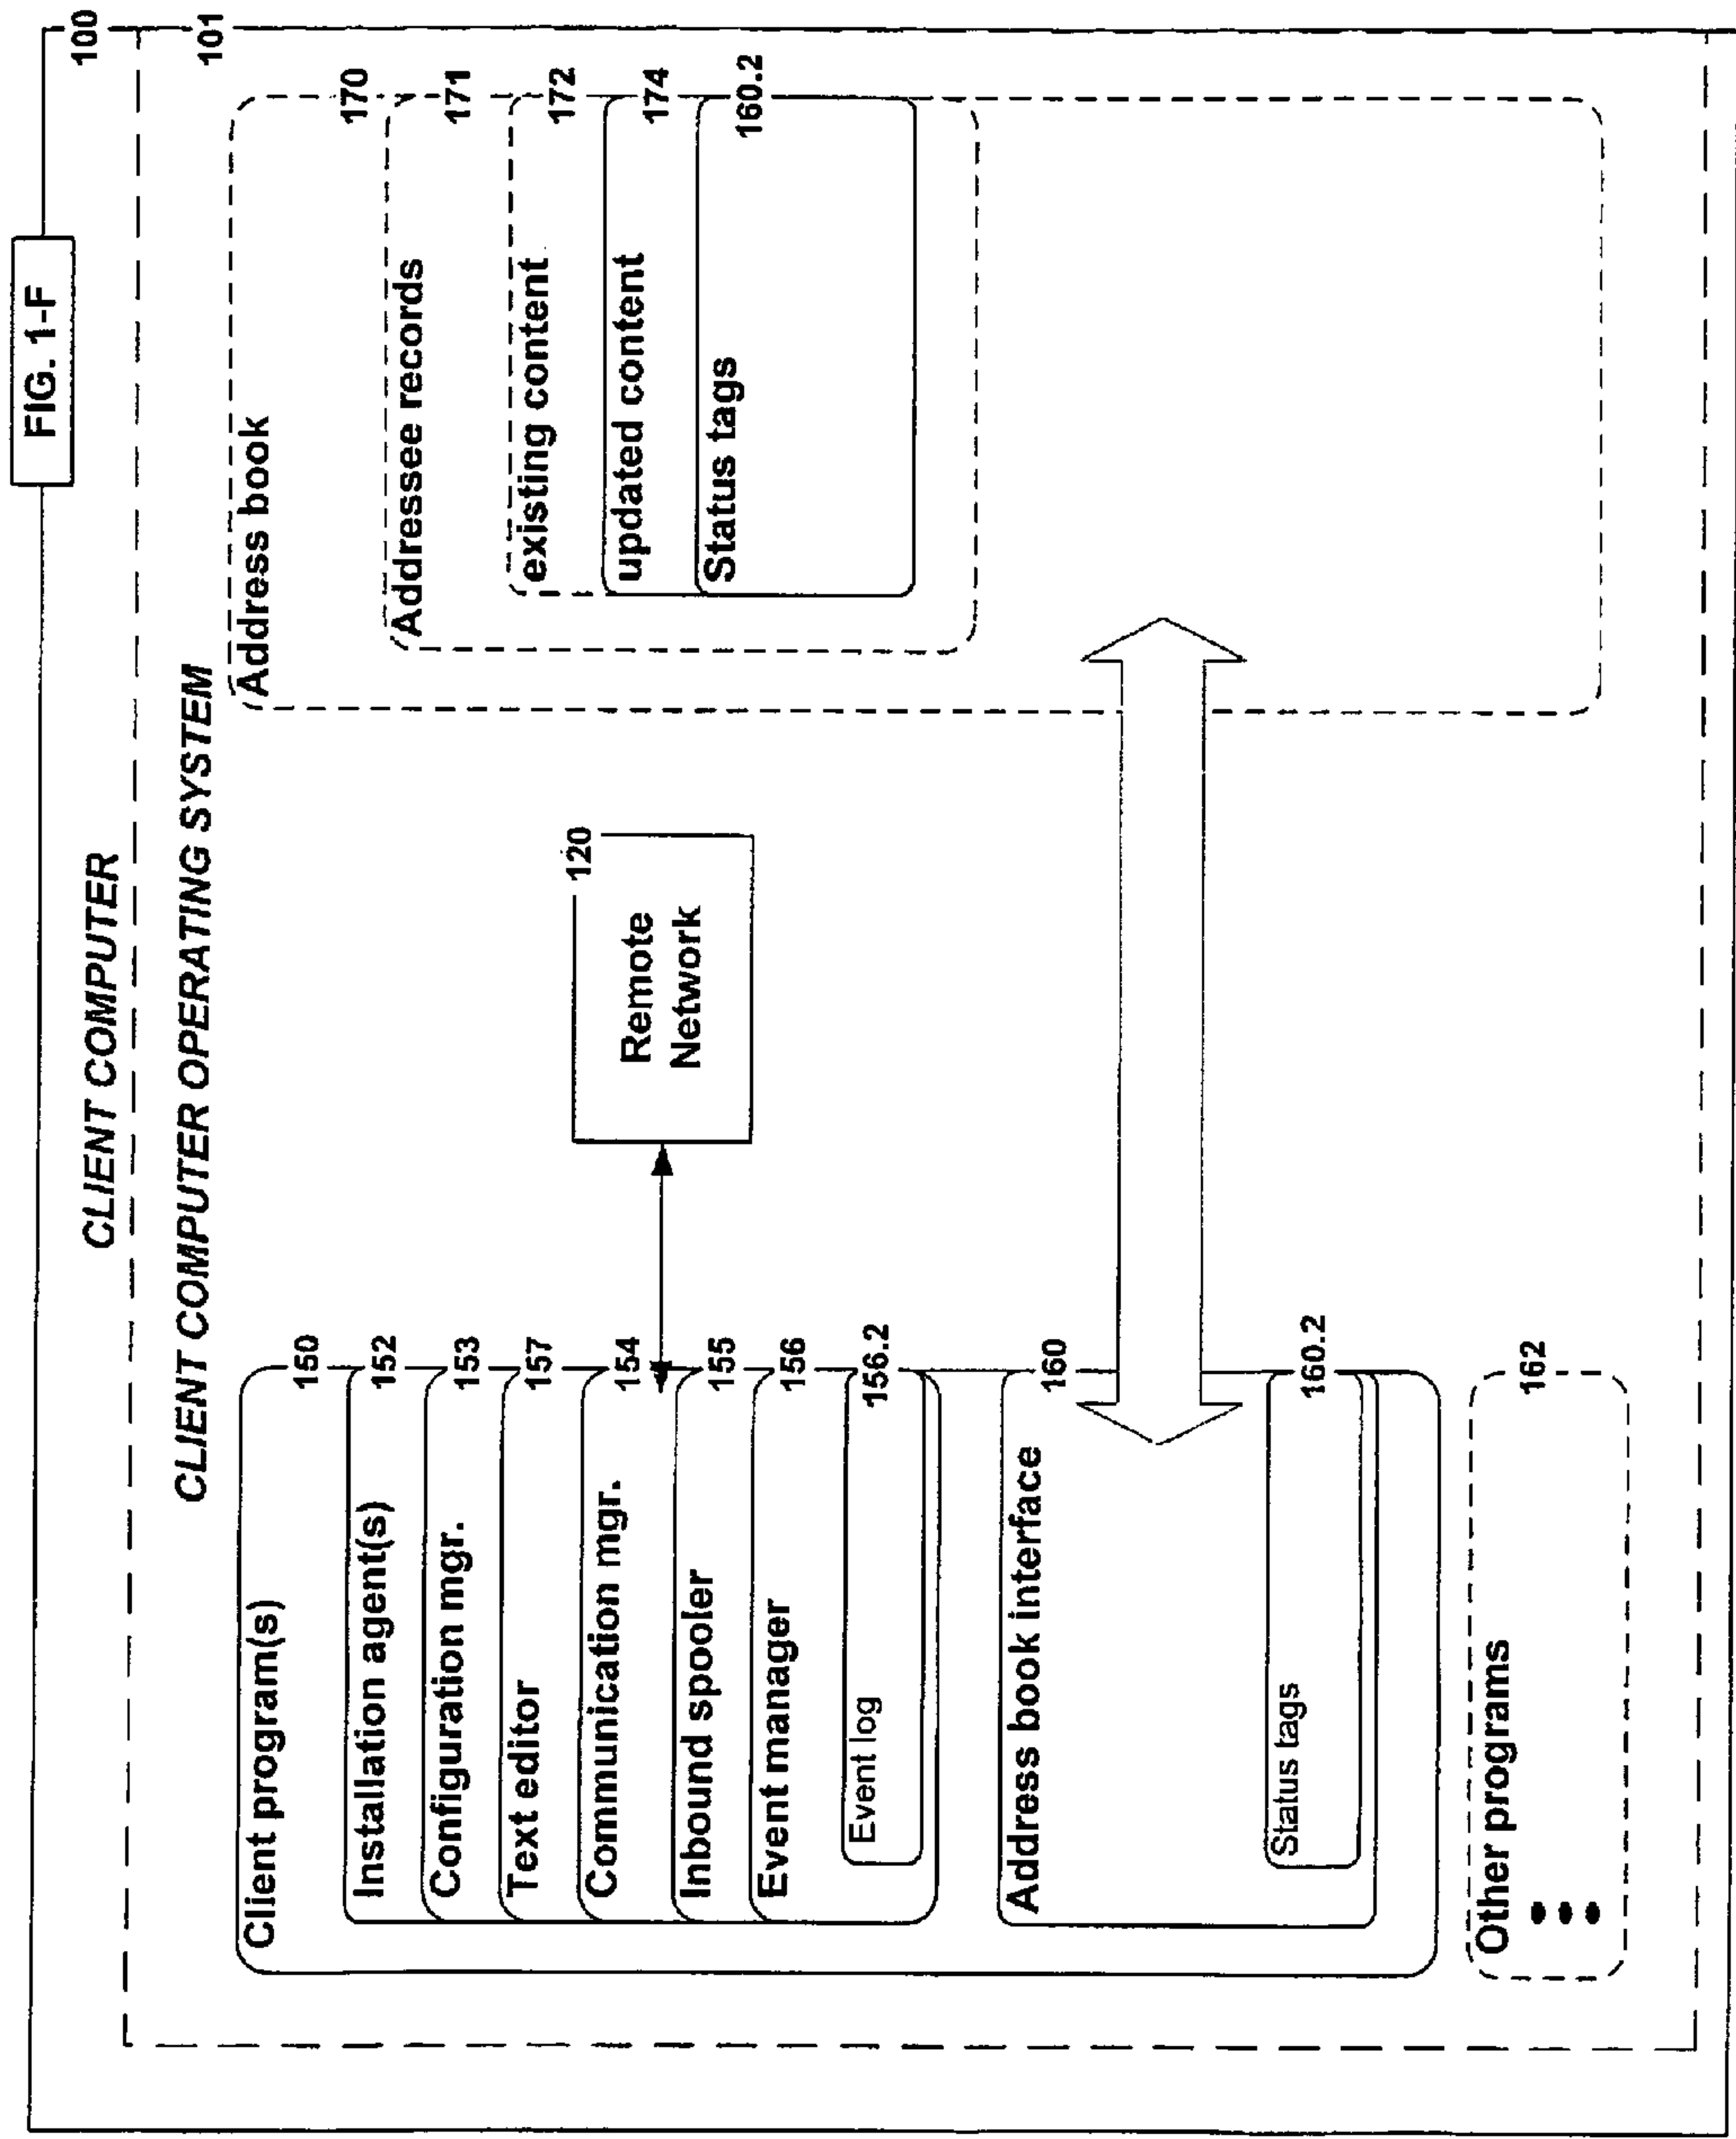 FIG. 1-F
CLIENT COMPUTER 100
CLIENT COMPUTER OPERATING SYSTEM 101
Client program(s) 150
Installation agent(s) 152
Configuration mgr. 153
Text editor 157
Communication mgr. 154
Inbound spooler 155
Event manager 156
Event log 156.2
Address book interface 160
Status tags 160.2
Other programs 162
120
Remote
Network
Address book 170
Addressee records 171
existing content 172
updated content 174
Status tags 160.2